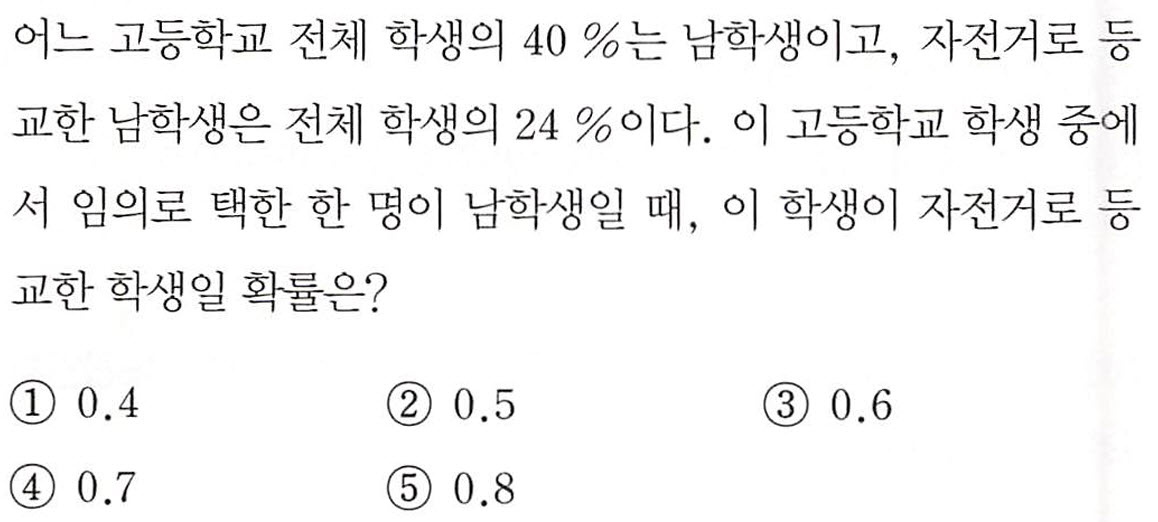 어느 고등학교 전체 학생의 40 %는 남학생이고, 자전거로 등
교한 남학생은 전체 학생의 24 %이다. 이 고등학교 학생 중에
서 임의로 택한 한 명이 남학생일 때, 이 학생이 자전거로 등
교한 학생일 확률은?
① 0.4 ② 0.5 ③ 0.6
④ 0.7 ⑤ 0.8